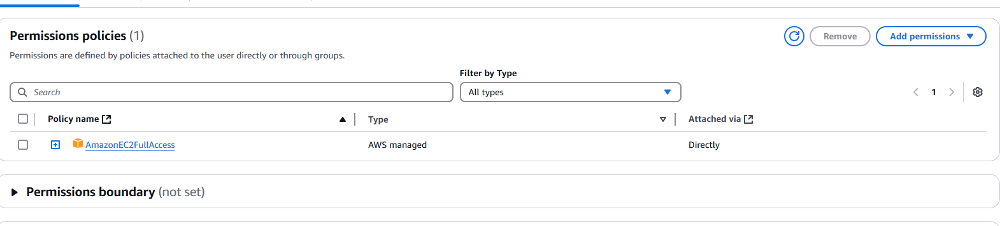 Permissions policies (1)
Remove
Add permissions
Permissions are defined by policies attached to the user directly or through groups.
Filter by Type
Search
All types
1
Policy name
Type
Attached via
AmazonEC2FullAccess
AWS managed
Directly
Permissions boundary (not set)